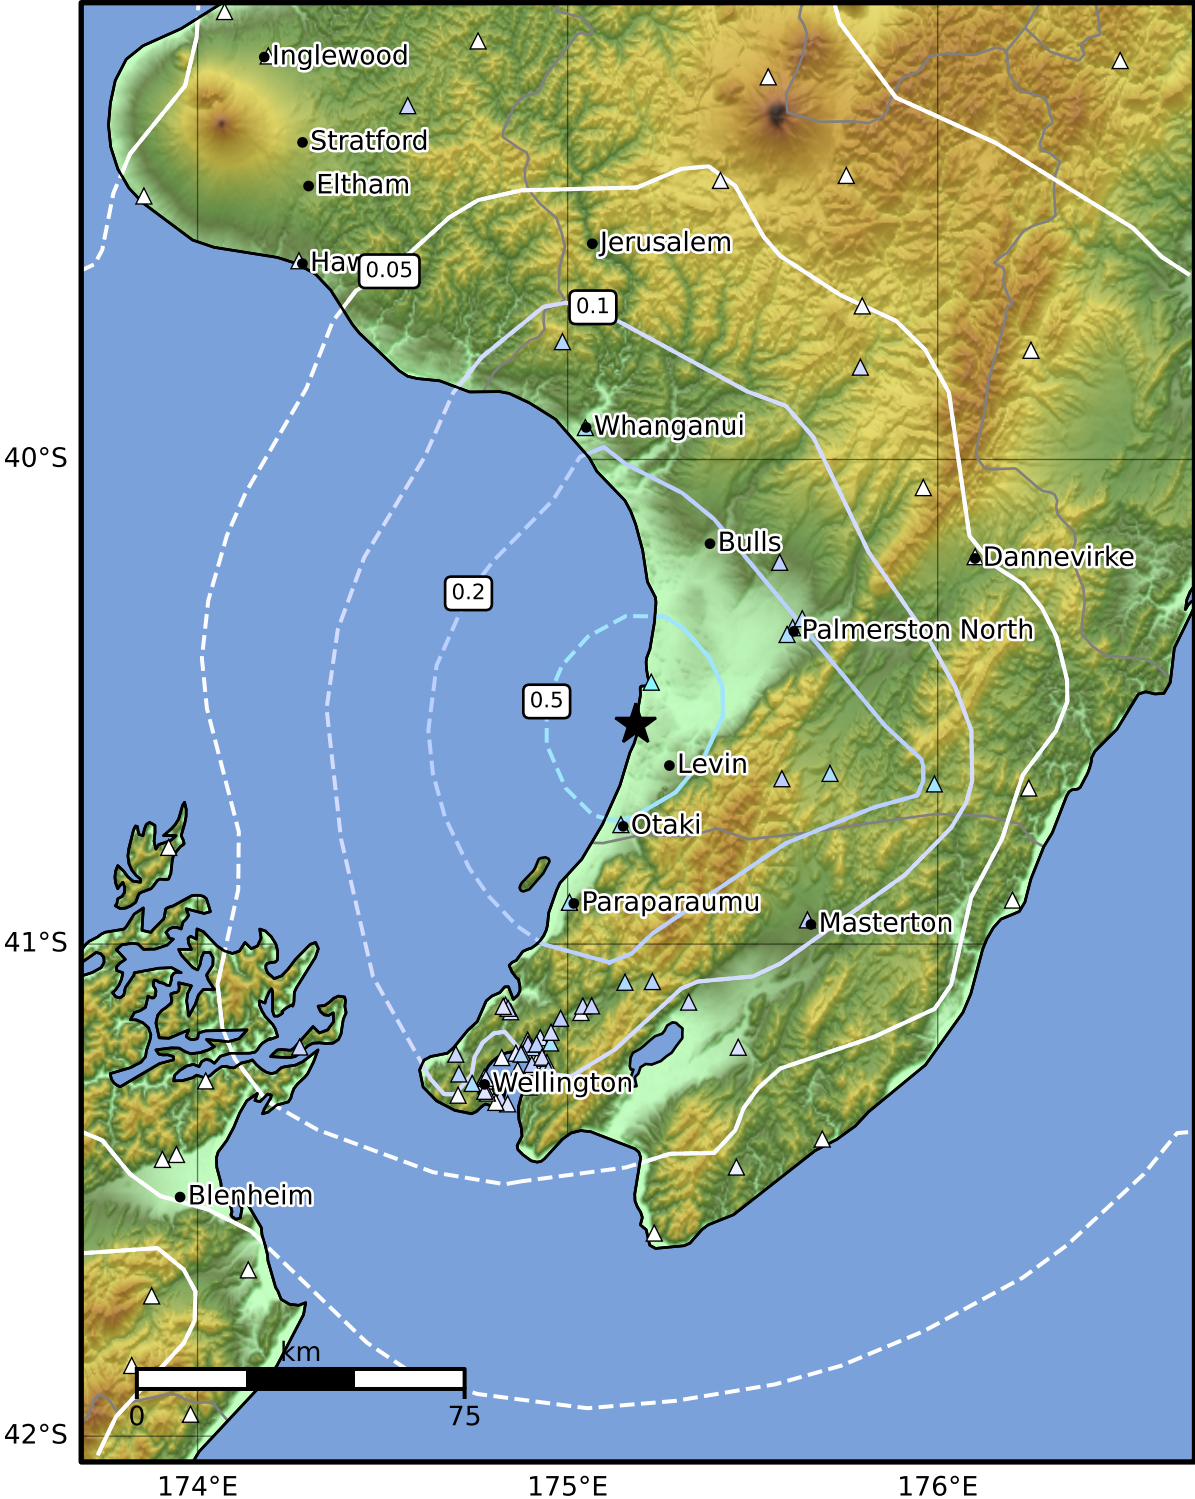 Inglewood
Stratford
Eltham
Jerusalem
Haw
0.05
0.1
Whanganui
40°S
Bulls
Dannevirke
0.2
Palmerston North
0.5
Levin
Otaki
Paraparaumu
Masterton
41°S
Wellington
Blenheim
km
0
75
42°S
174°E
175°E
176°E